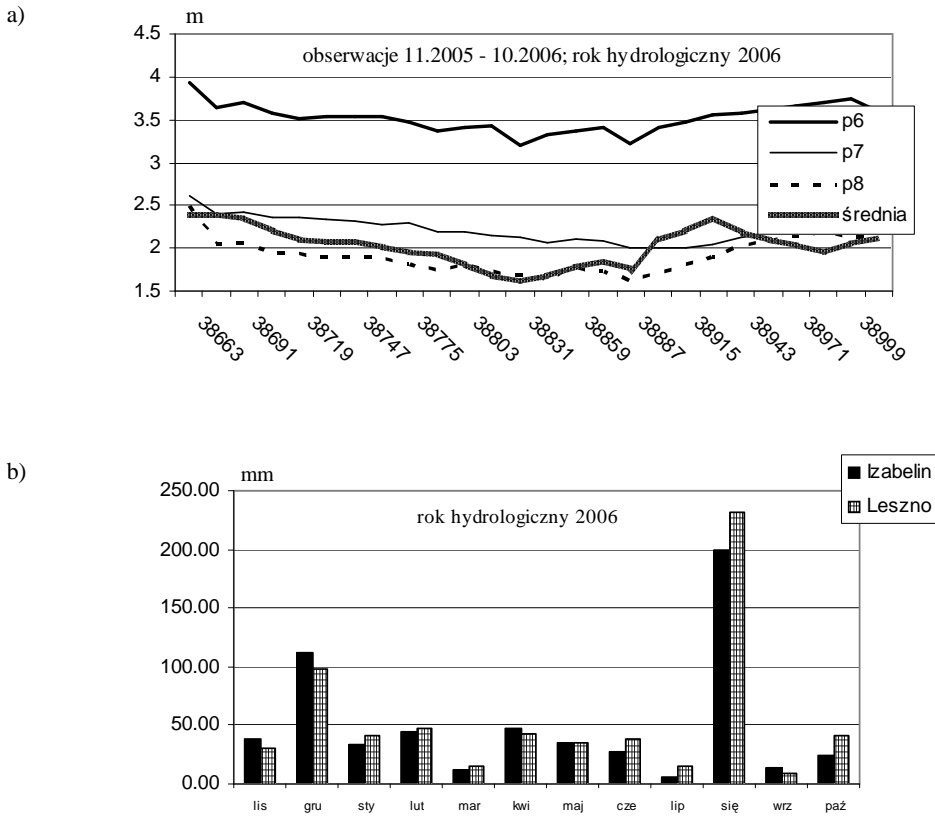 a)
m
obserwacje 11.2005 - 10.2006; rok hydrologiczny 2006
4.5
4
3.5
3
2.5
2
1.5
p6
p7
p8
średnia
38663
38691
38719
38747
38775
38803
38831
38859
38887
38915
38943
38971
38999
b)
mm
rok hydrologiczny 2006
Izabelin
Leszno
250.00
200.00
150.00
100.00
50.00
0.00
lis gru sty lut mar kwi maj cze lip się wrz paź